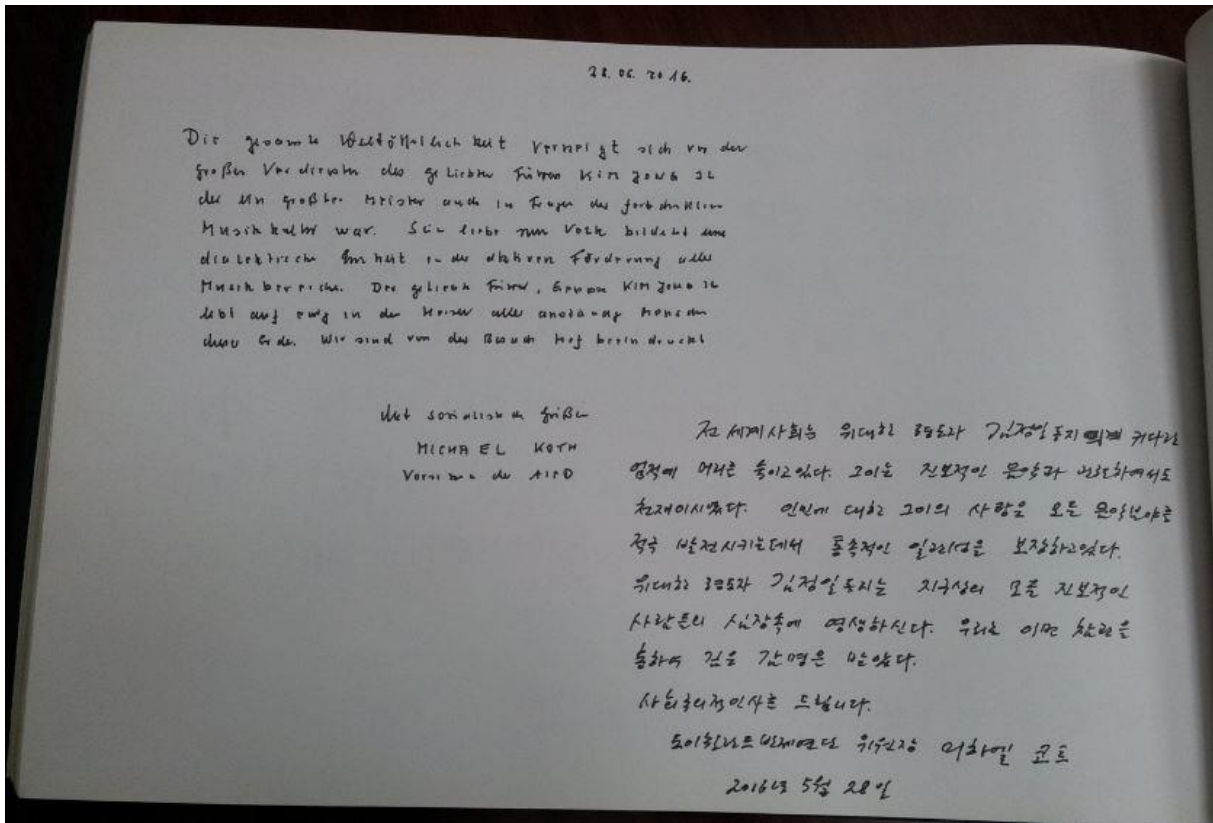 28.05.2016.
Die gesamte Weltöffentlichkeit verneigt sich vor den
großen Verdiensten des geliebten Führers KIM JONG IL
der ein großer Meister auch in Fragen der fortschrittlichen
Musikkultur war. Seine Liebe zum Volk bildet eine
dialektische Einheit in der aktiven Förderung aller
Musikbereiche. Der geliebte Führer, Genosse KIM JONG IL
lebt auf ewig in den Herzen aller anständigen Menschen
dieser Erde. Wir sind von dem Besuch tief beeindruckt
Mit sozialistischen Grüßen
MICHAEL KOTH
Vorsitzender der AIPD
전세계사회는 위대한 령도자 김정일동지의 커다란
업적에 머리를 숙이고있다. 그이는 진보적인 음악과 관련하여서도
천재이시였다. 인민에 대한 그이의 사랑은 모든 음악분야를
적극 발전시키는데서 통속적인 일괄성을 보장하고있다.
위대한 령도자 김정일동지는 지구상의 모든 진보적인
사람들의 심장속에 영생하신다. 우리는 이번 참관을
통하여 깊은 감명을 받았다.
사회주의적인사를 드립니다.
도이췰란드반제연단 위원장 미하엘 코트
2016년 5월 28일